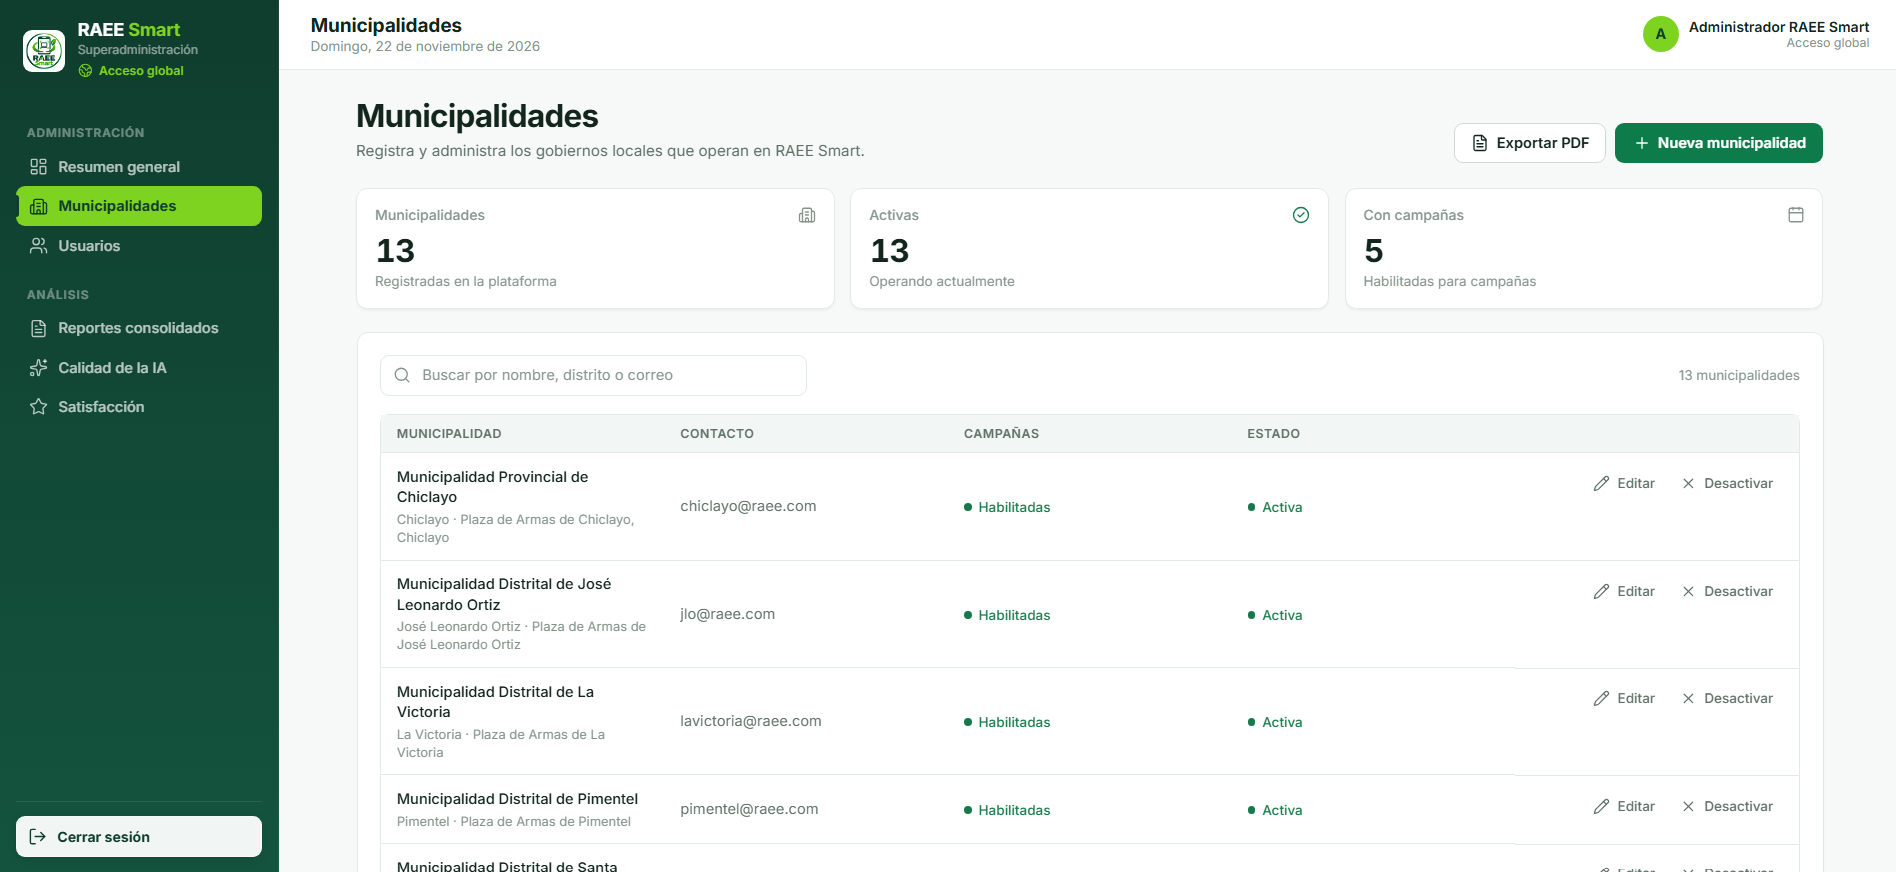 RAEE Smart
Superadministración
Acceso global
ADMINISTRACIÓN
Resumen general
Municipalidades
Usuarios
ANÁLISIS
Reportes consolidados
Calidad de la IA
Satisfacción
Cerrar sesión
Municipalidades
Domingo, 22 de noviembre de 2026
A
Administrador RAEE Smart
Acceso global
Municipalidades
Registra y administra los gobiernos locales que operan en RAEE Smart.
Exportar PDF
Nueva municipalidad
Municipalidades
13
Registradas en la plataforma
Activas
13
Operando actualmente
Con campañas
5
Habilitadas para campañas
Buscar por nombre, distrito o correo
13 municipalidades
MUNICIPALIDAD CONTACTO CAMPAÑAS ESTADO
Municipalidad Provincial de
Chiclayo
Chiclayo · Plaza de Armas de Chiclayo,
Chiclayo
chiclayo@raee.com
Habilitadas
Activa
Editar
Desactivar
Municipalidad Distrital de José
Leonardo Ortiz
José Leonardo Ortiz · Plaza de Armas de
José Leonardo Ortiz
jlo@raee.com
Habilitadas
Activa
Editar
Desactivar
Municipalidad Distrital de La
Victoria
La Victoria · Plaza de Armas de La
Victoria
lavictoria@raee.com
Habilitadas
Activa
Editar
Desactivar
Municipalidad Distrital de Pimentel
Pimentel · Plaza de Armas de Pimentel
pimentel@raee.com
Habilitadas
Activa
Editar
Desactivar
Municipalidad Distrital de Santa
Editar
Desactivar